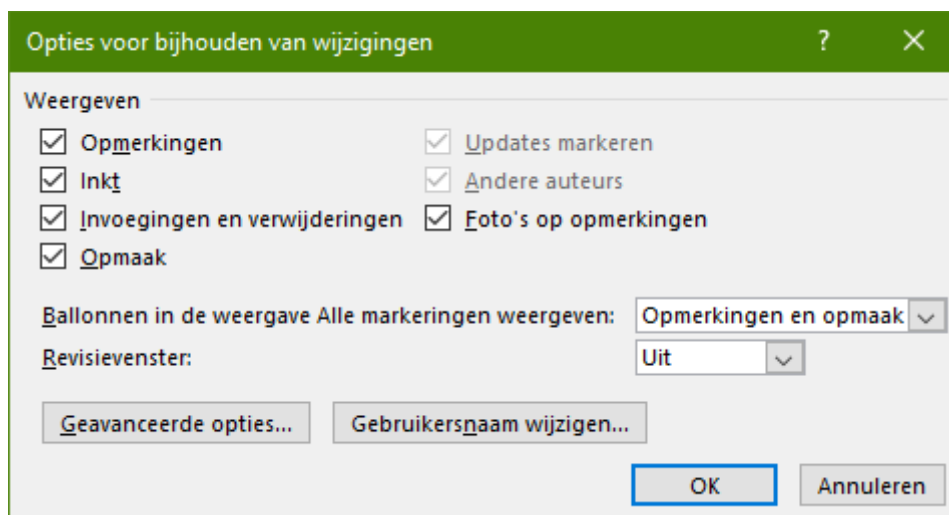 Opties voor bijhouden van wijzigingen
Weergeven
Opmerkingen
Updates markeren
Inkt
Andere auteurs
Invoegingen en verwijderingen
Foto's op opmerkingen
Opmaak
Ballonnen in de weergave Alle markeringen weergeven: Opmerkingen en opmaak
Revisievenster: Uit
Geavanceerde opties... Gebruikersnaam wijzigen...
OK Annuleren